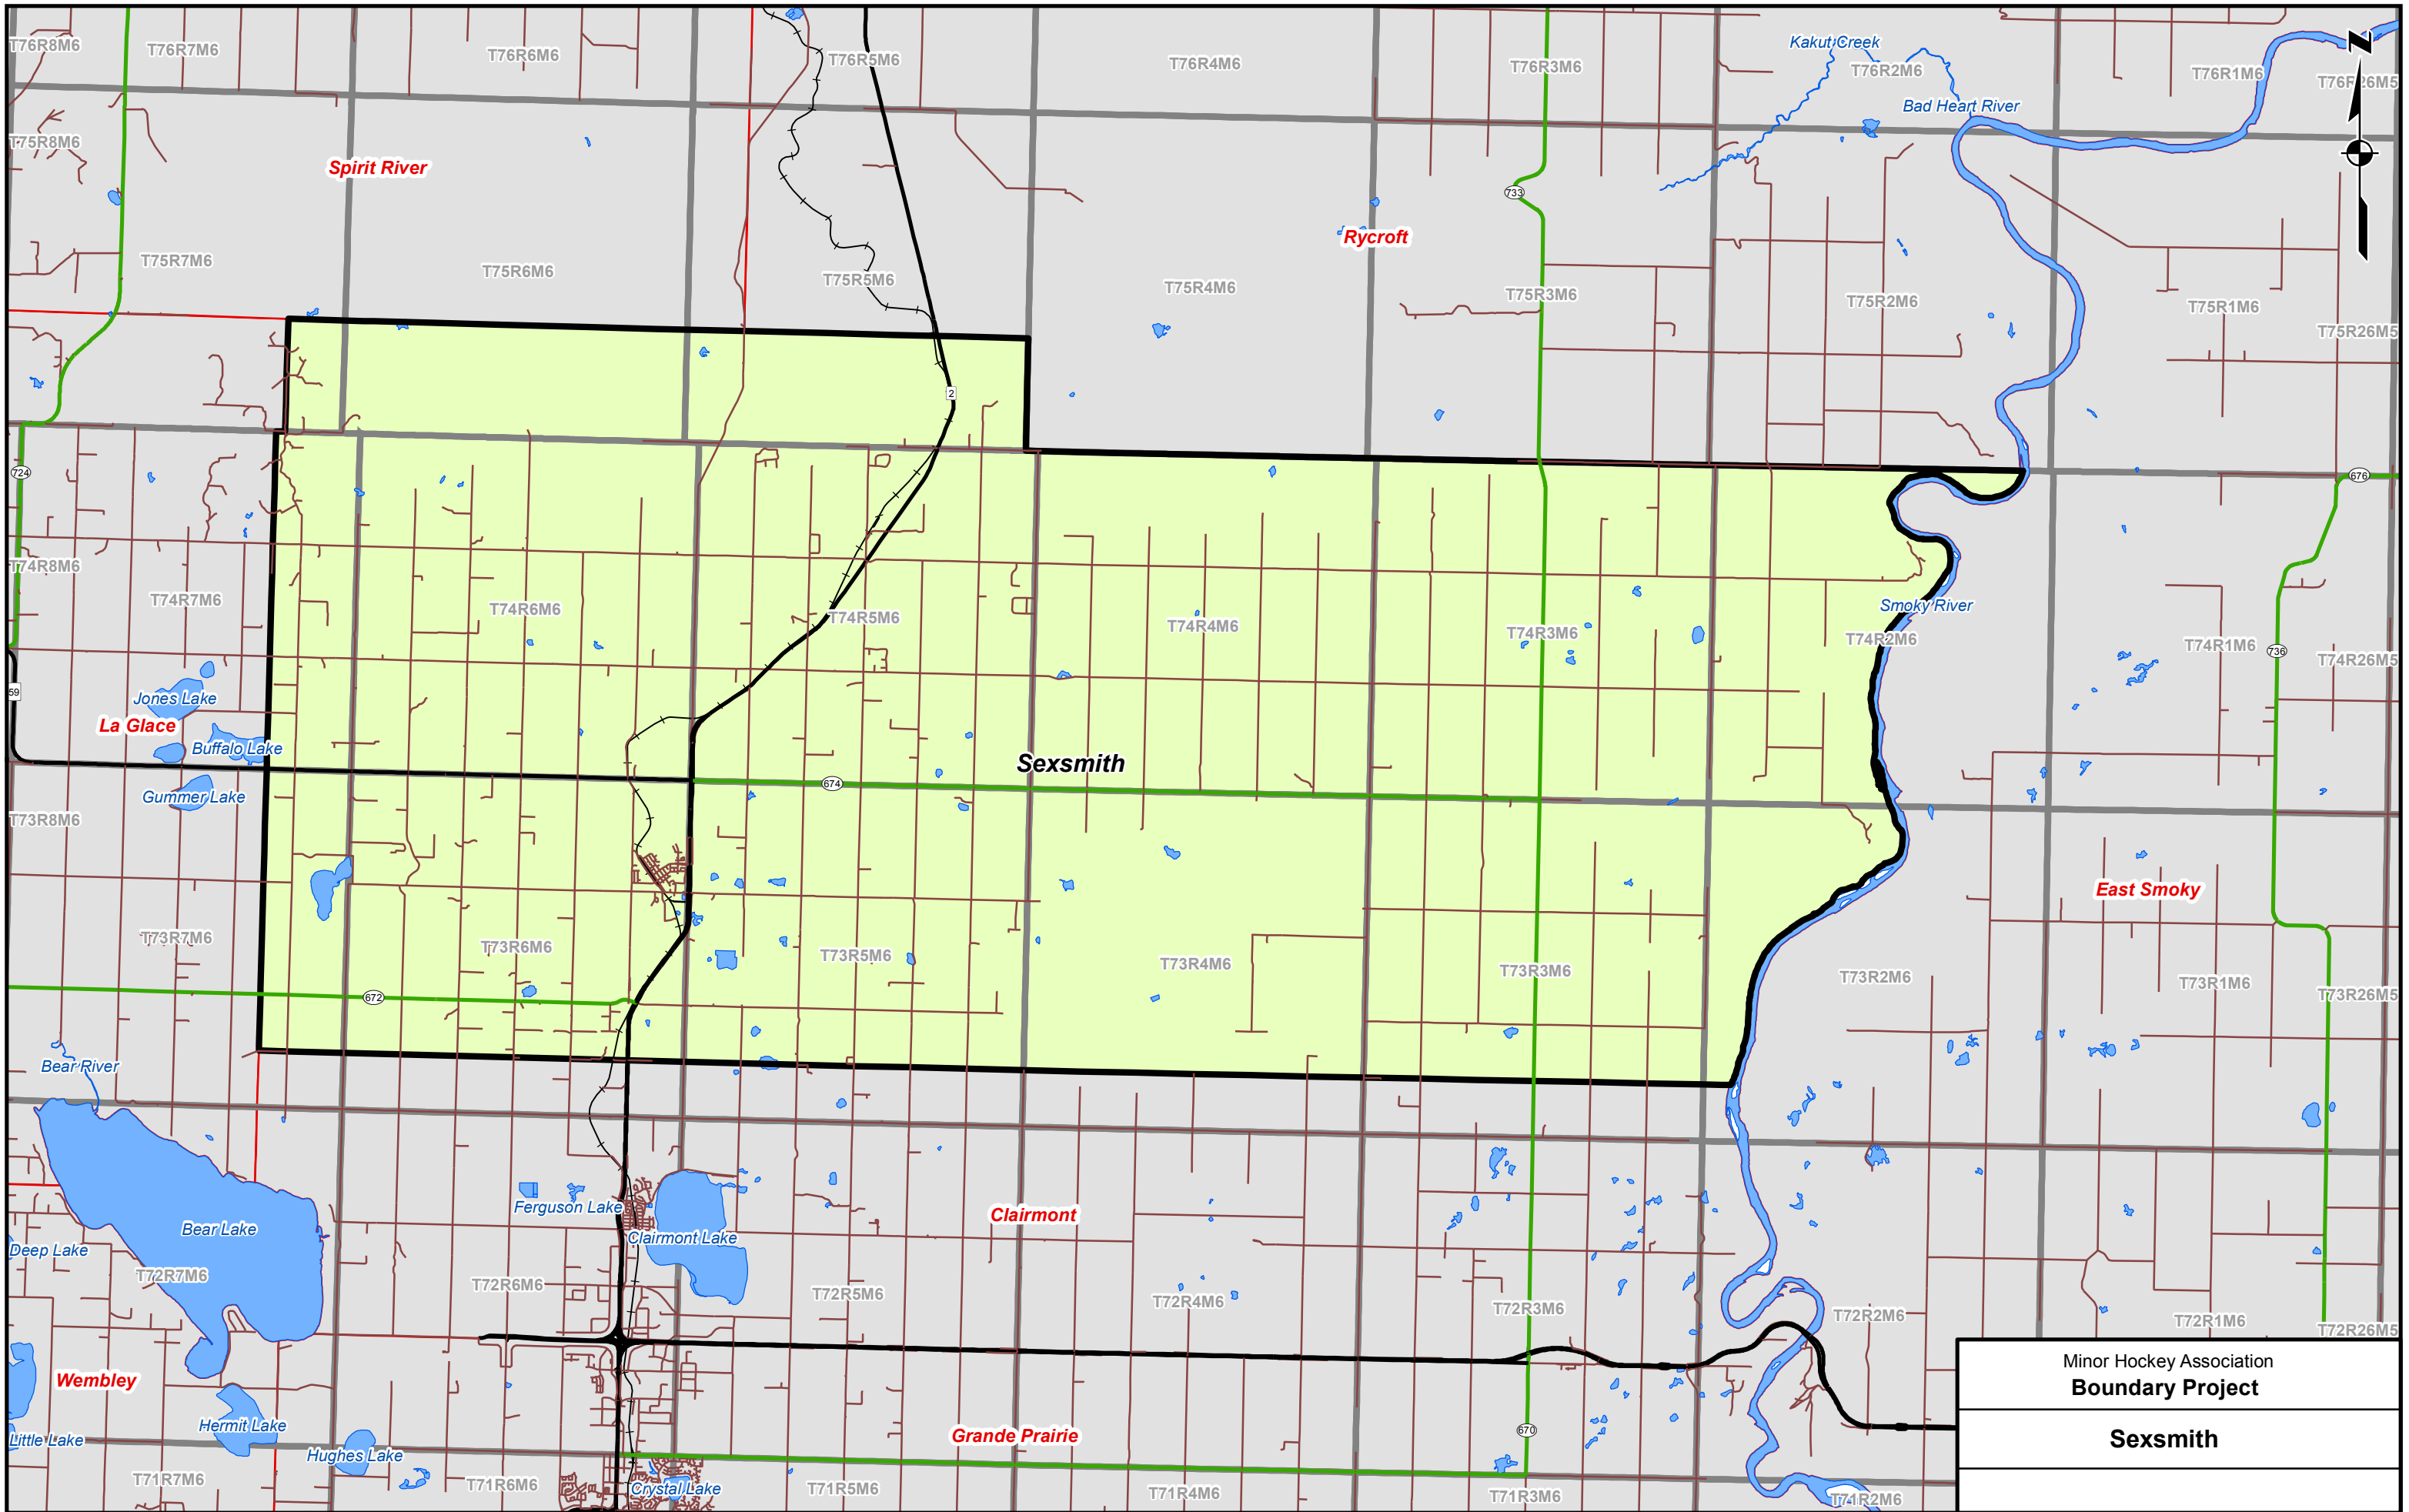 T76R8M6
T76R7M6
T76R6M6
T76R5M6
T76R4M6
T76R3M6
Kakut Creek
T76R2M6
T76R1M6
T76R26M5
N
Bad Heart River
T75R8M6
Spirit River
733
Rycroft
T75R7M6
T75R6M6
T75R5M6
T75R4M6
T75R3M6
T75R2M6
T75R1M6
T75R26M5
2
724
676
T74R8M6
T74R7M6
T74R6M6
T74R5M6
T74R4M6
T74R3M6
Smoky River
T74R2M6
T74R1M6
736
T74R26M5
59
Jones Lake
La Glace
Buffalo Lake
Sexsmith
674
Gummer Lake
T73R8M6
East Smoky
T73R7M6
T73R6M6
T73R5M6
T73R4M6
T73R3M6
T73R2M6
T73R1M6
T73R26M5
672
Bear River
Ferguson Lake
Clairmont
Bear Lake
Clairmont Lake
Deep Lake
T72R7M6
T72R6M6
T72R5M6
T72R4M6
T72R3M6
T72R2M6
T72R1M6
T72R26M5
Wembley
Hermit Lake
Grande Prairie
670
Little Lake
Hughes Lake
T71R7M6
T71R6M6
Crystal Lake
T71R5M6
T71R4M6
T71R3M6
T71R2M6
Minor Hockey Association
Boundary Project
Sexsmith